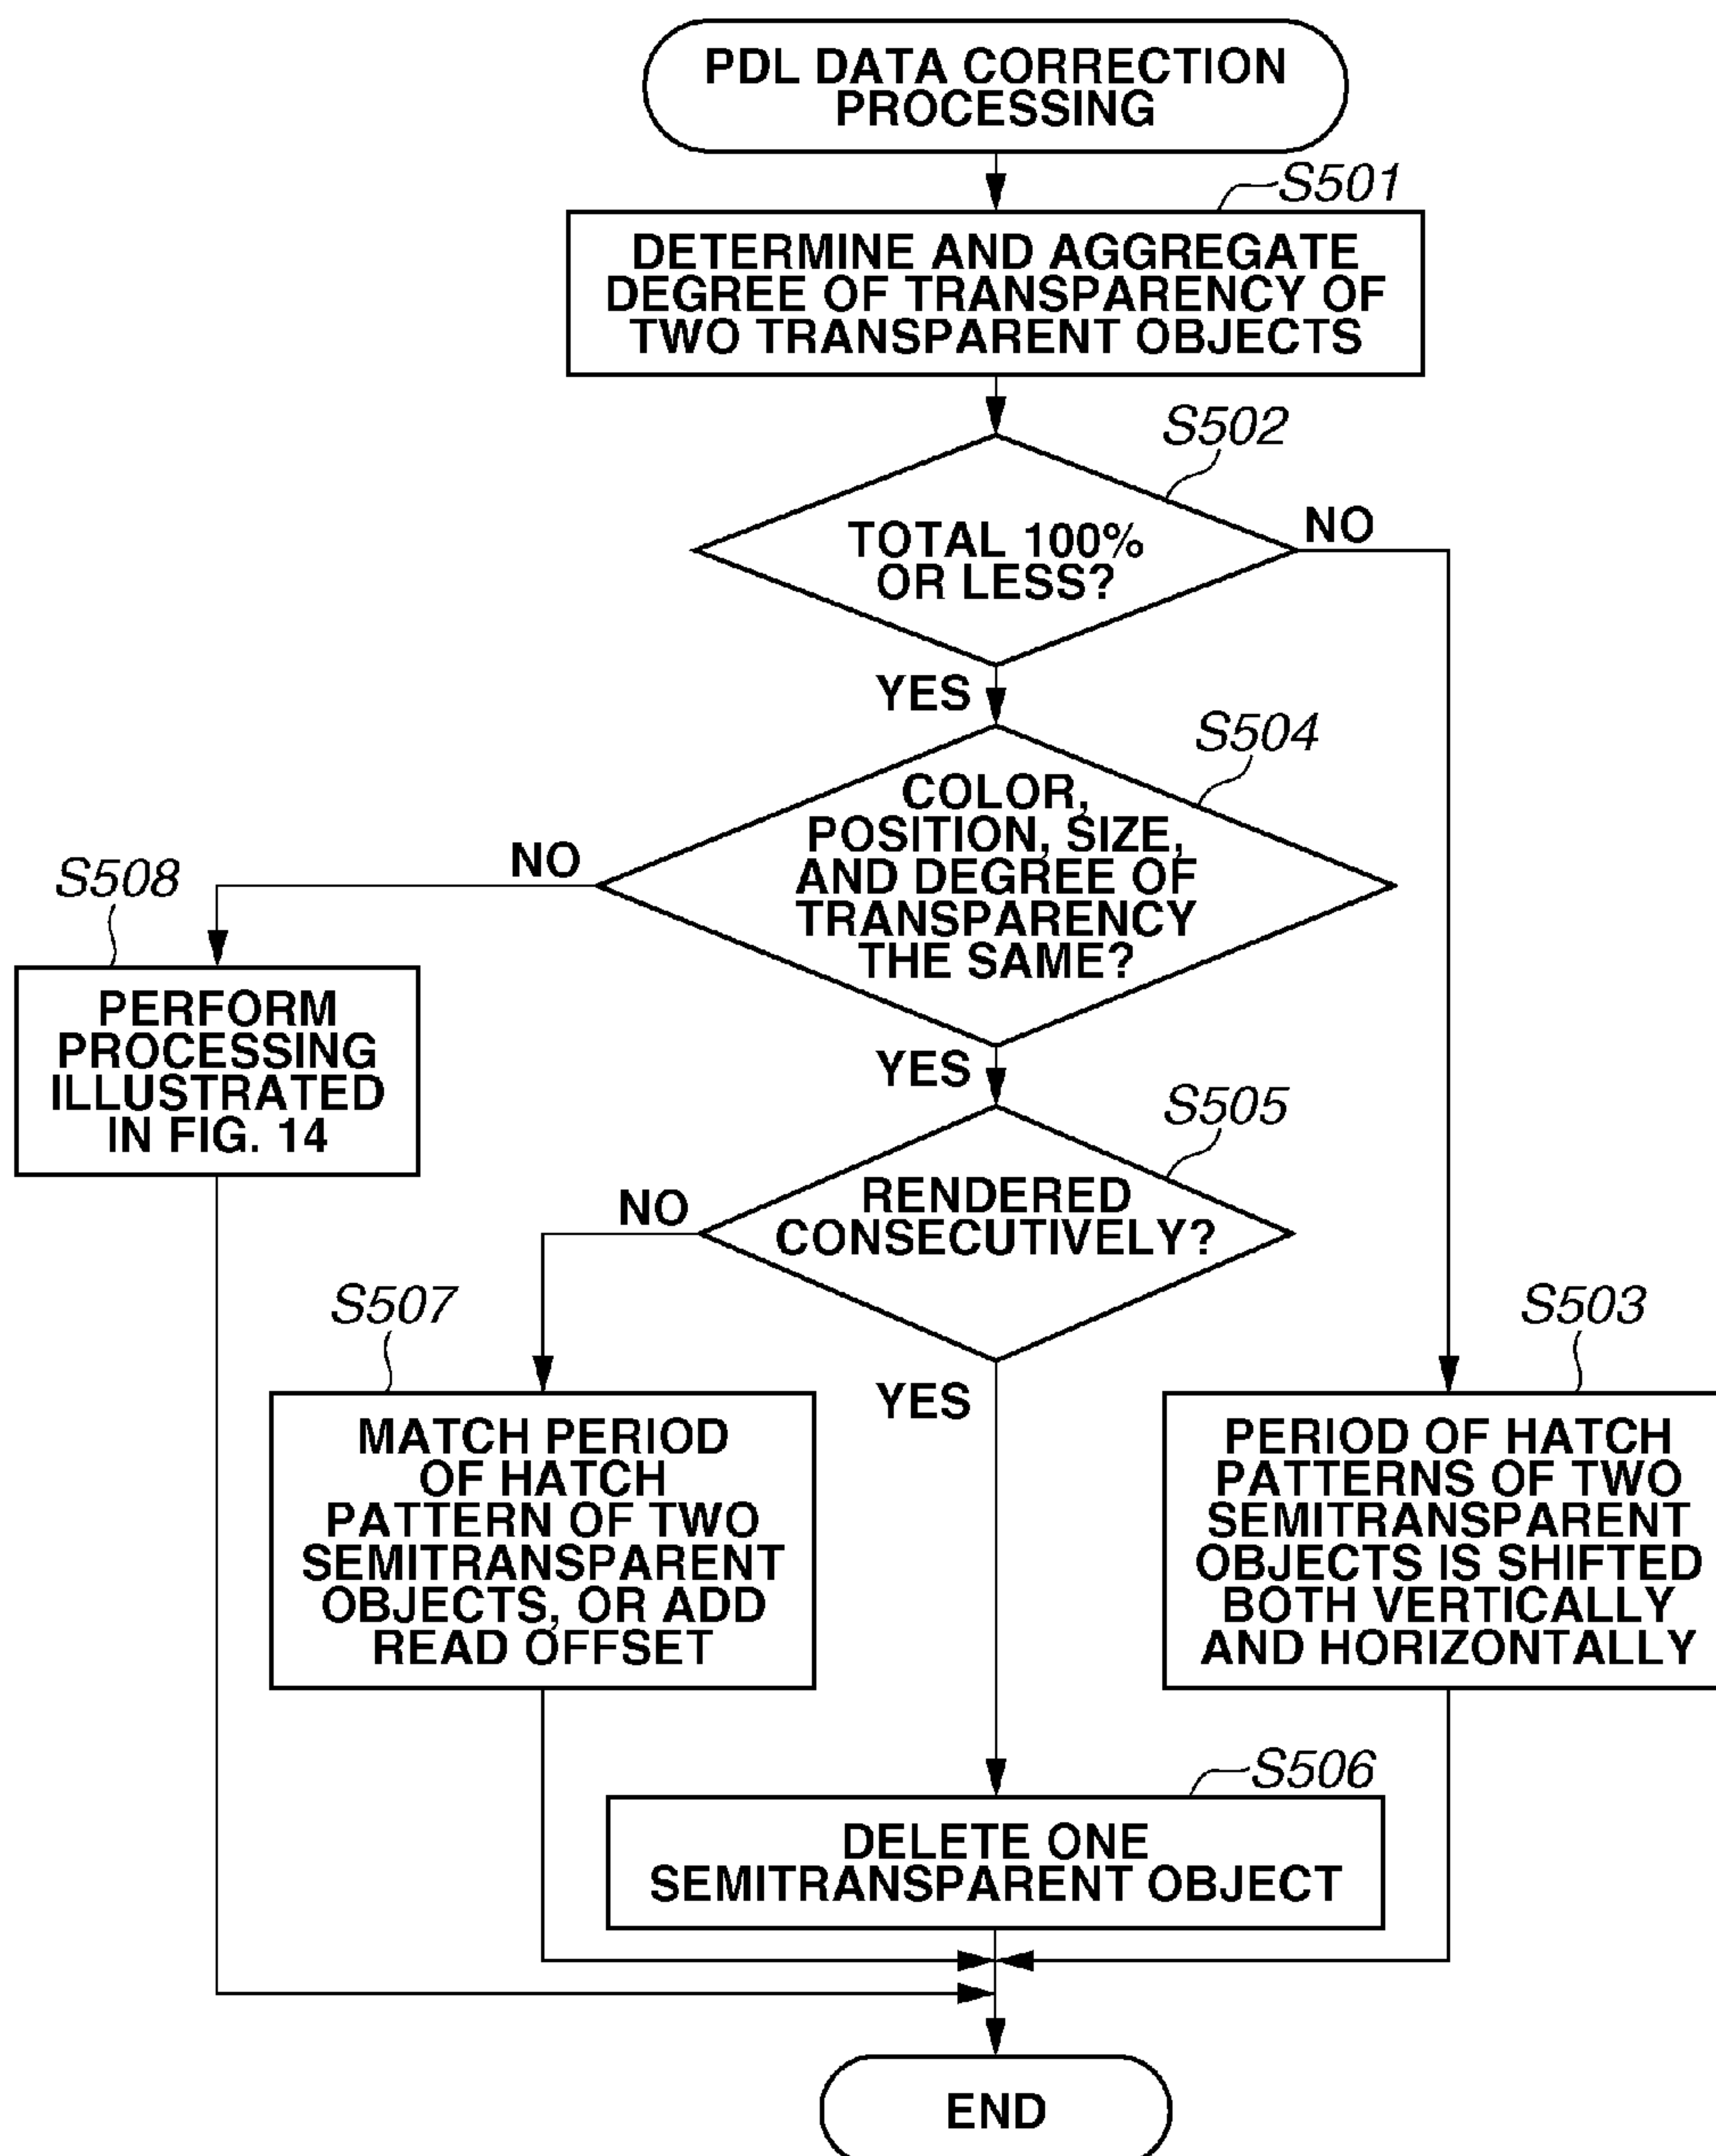 PDL DATA CORRECTION
PROCESSING
S501
DETERMINE AND AGGREGATE
DEGREE OF TRANSPARENCY OF
TWO TRANSPARENT OBJECTS
S502
TOTAL 100%
OR LESS?
NO
YES
S504
COLOR,
POSITION, SIZE,
AND DEGREE OF
TRANSPARENCY
THE SAME?
NO
S508
PERFORM
PROCESSING
ILLUSTRATED
IN FIG. 14
YES
S505
RENDERED
CONSECUTIVELY?
NO
S507
MATCH PERIOD
OF HATCH
PATTERN OF TWO
SEMITRANSPARENT
OBJECTS, OR ADD
READ OFFSET
YES
S503
PERIOD OF HATCH
PATTERNS OF TWO
SEMITRANSPARENT
OBJECTS IS SHIFTED
BOTH VERTICALLY
AND HORIZONTALLY
S506
DELETE ONE
SEMITRANSPARENT OBJECT
END